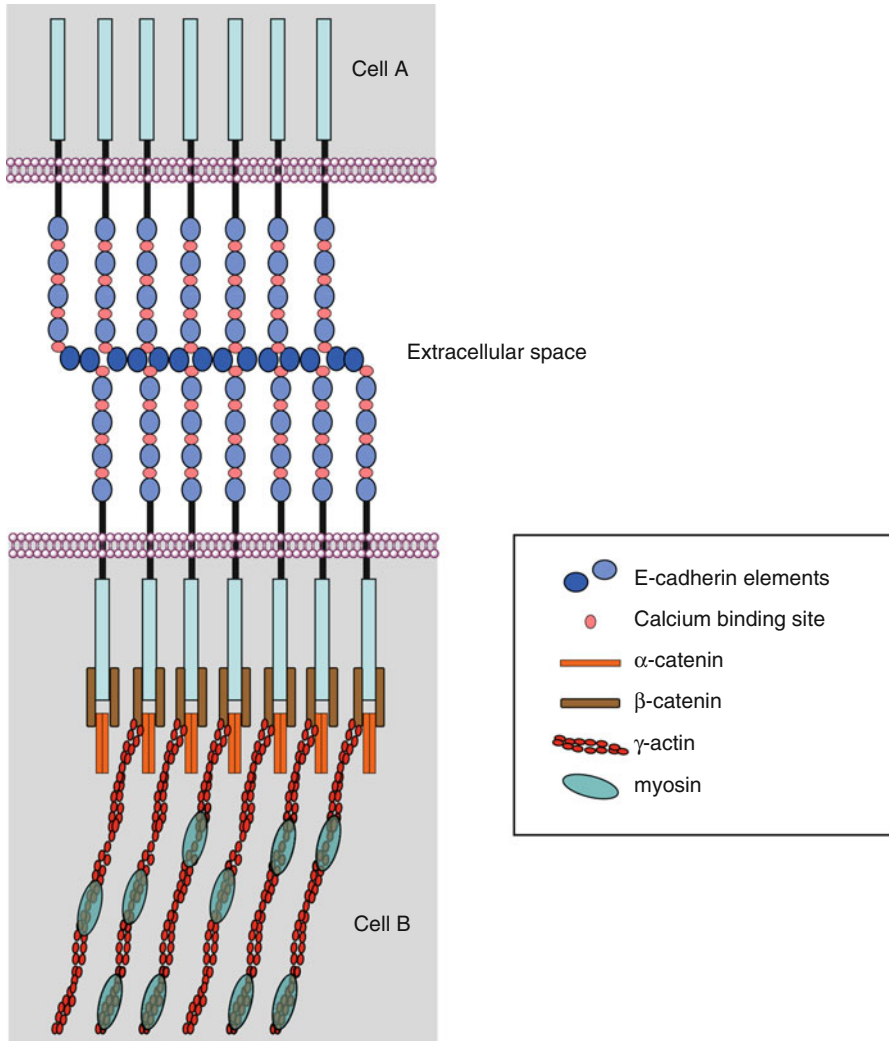 Cell A
Extracellular space
E-cadherin elements
Calcium binding site
α-catenin
β-catenin
γ-actin
myosin
Cell B